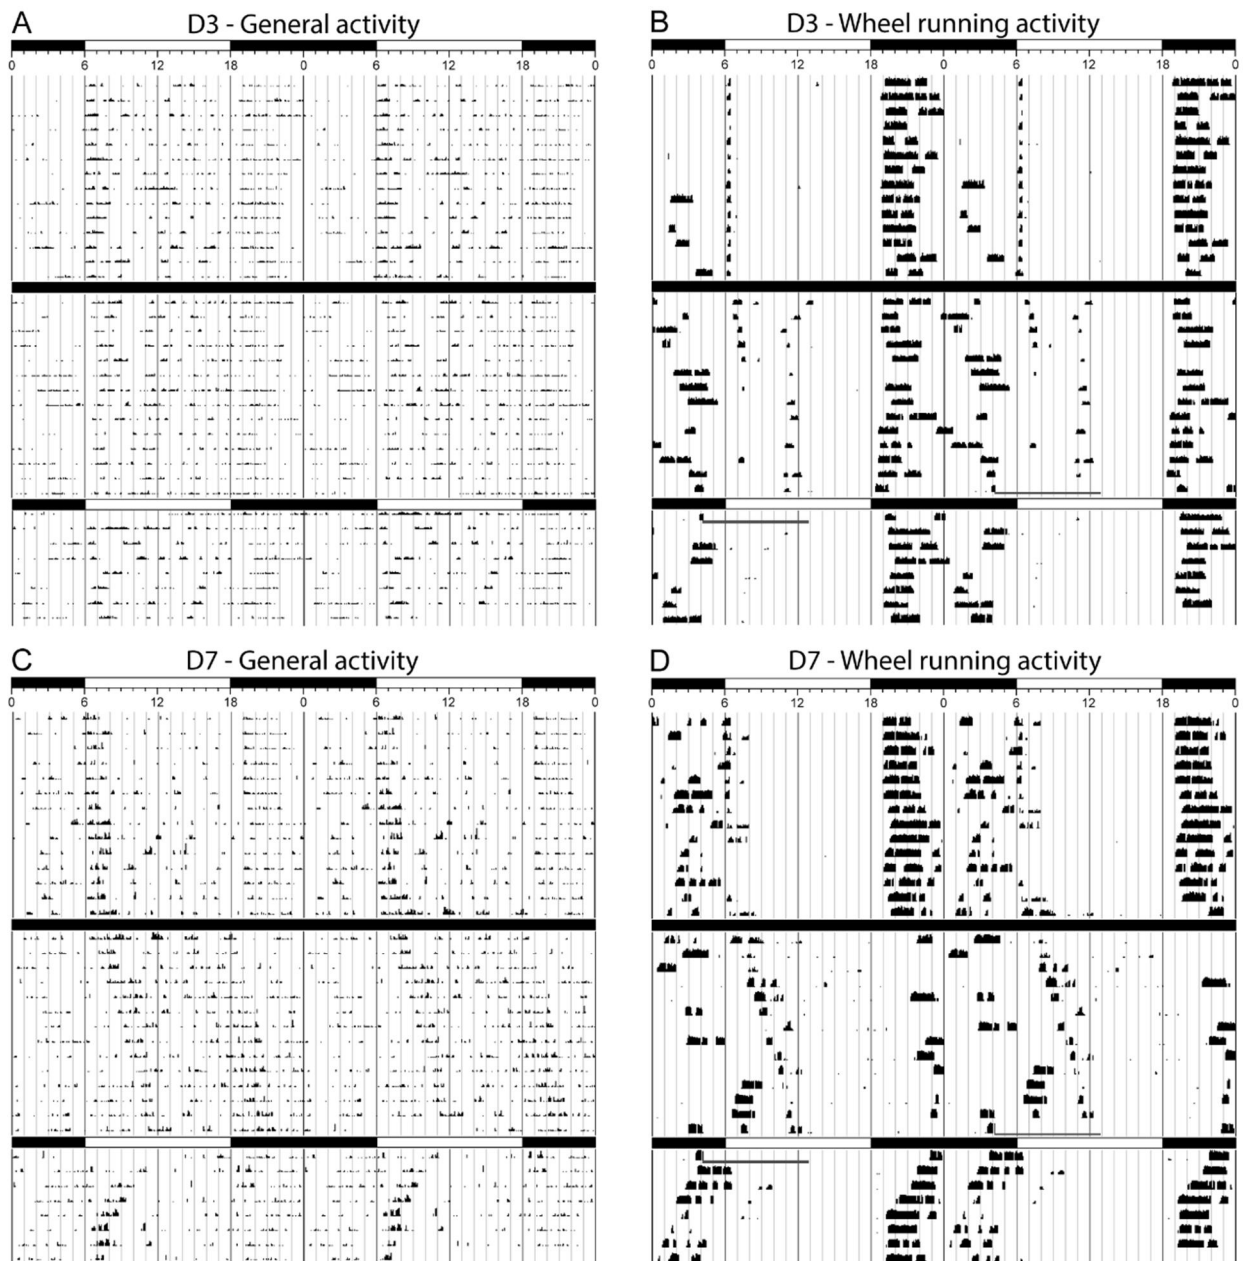 A D3 - General activity
0 6 12 18 0 6 12 18 0
B D3 - Wheel running activity
0 6 12 18 0 6 12 18 0
C D7 - General activity
0 6 12 18 0 6 12 18 0
D D7 - Wheel running activity
0 6 12 18 0 6 12 18 0